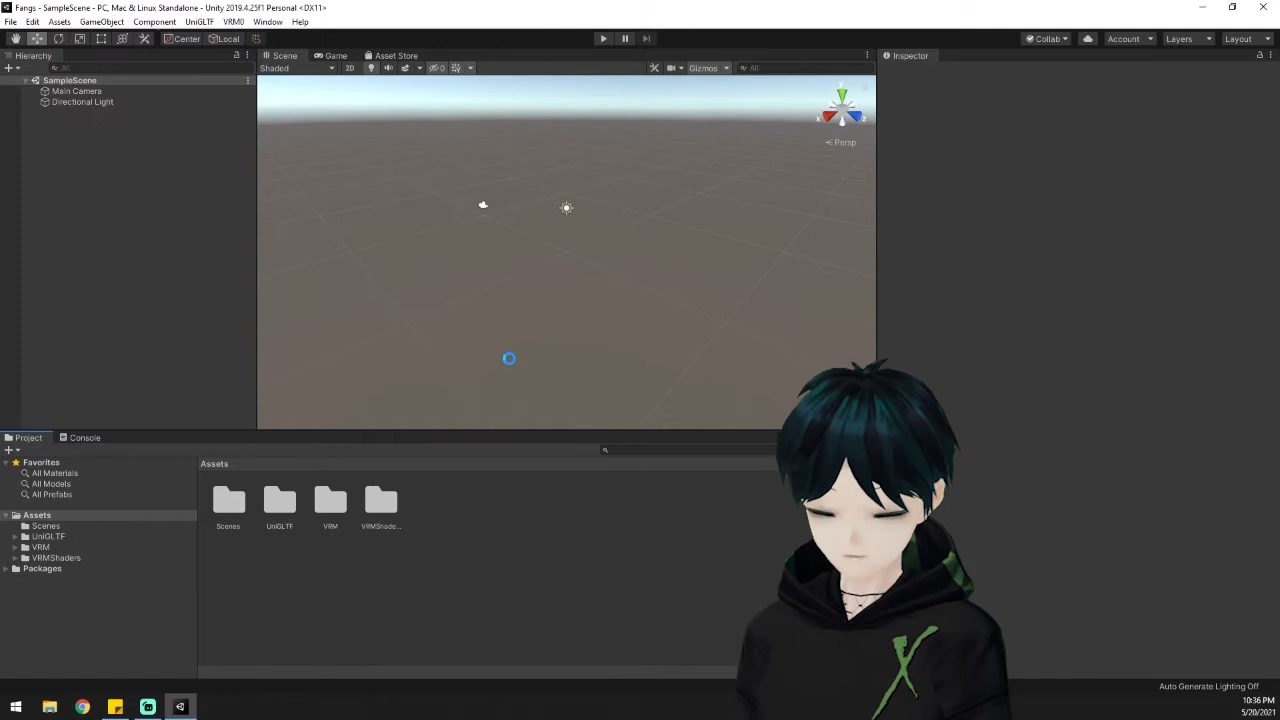 Fangs - SampleScene - PC, Mac & Linux Standalone - Unity 2019.4.25f1 Personal <DX11>
File Edit Assets GameObject Component UniGLTF VRM0 Window Help
Center Local Collab Account Layers Layout
Hierarchy
All
SampleScene
Main Camera
Directional Light
Scene Game Asset Store
Shaded 2D 0 Gizmos All
y
x z
Persp
Inspector
Project Console
Favorites
All Materials
All Models
All Prefabs
Assets
Scenes
UniGLTF
VRM
VRMShaders
Packages
Assets
Scenes UniGLTF VRM VRMShade...
X
Auto Generate Lighting Off
10:36 PM
5/20/2021